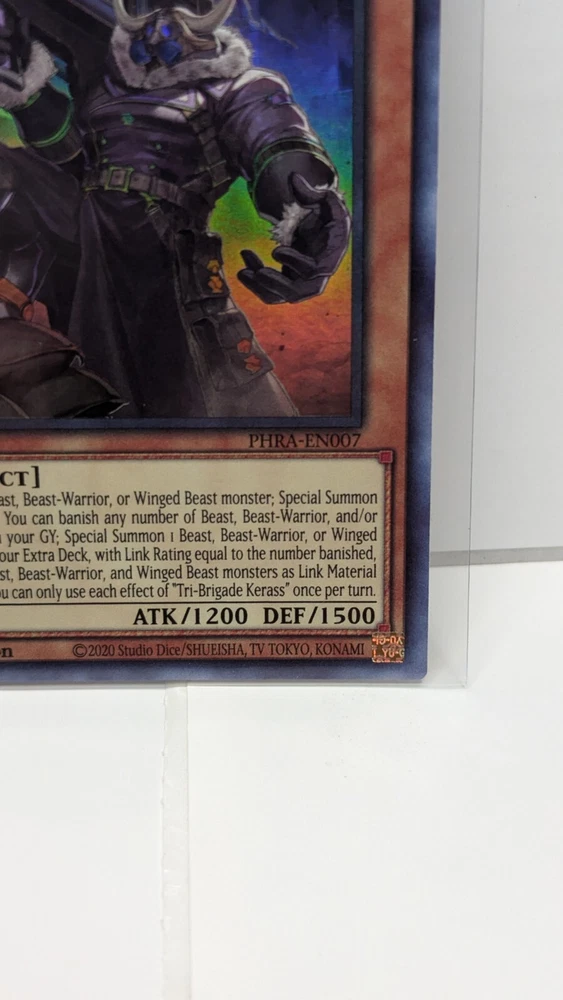 PHRA-EN007
CT]
ast, Beast-Warrior, or Winged Beast monster; Special Summon
You can banish any number of Beast, Beast-Warrior, and/or
your GY; Special Summon 1 Beast, Beast-Warrior, or Winged
our Extra Deck, with Link Rating equal to the number banished,
st, Beast-Warrior, and Winged Beast monsters as Link Material
u can only use each effect of "Tri-Brigade Kerass" once per turn.
ATK/1200 DEF/1500
n ©2020 Studio Dice/SHUEISHA, TV TOKYO, KONAMI